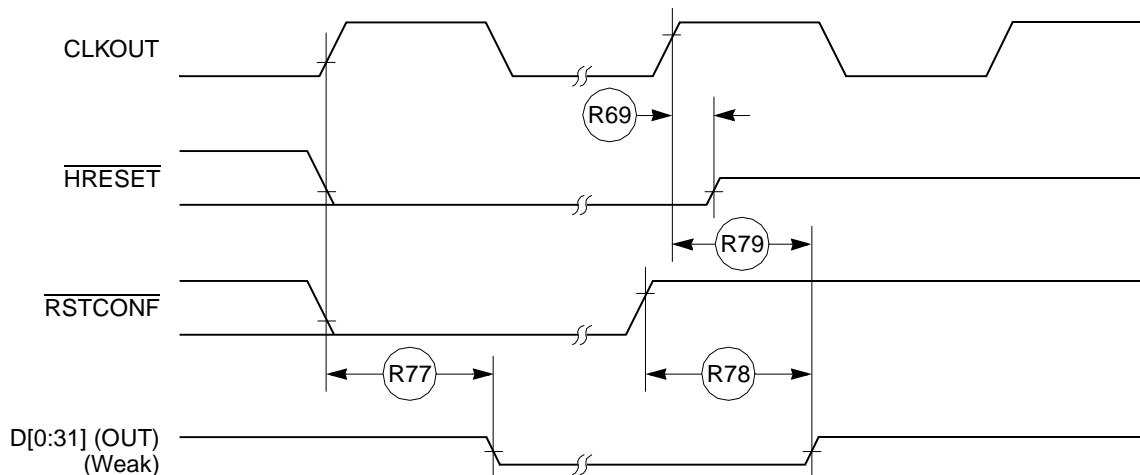 CLKOUT
R69
HRESET
R79
RSTCONF
R77
R78
D[0:31] (OUT)
(Weak)